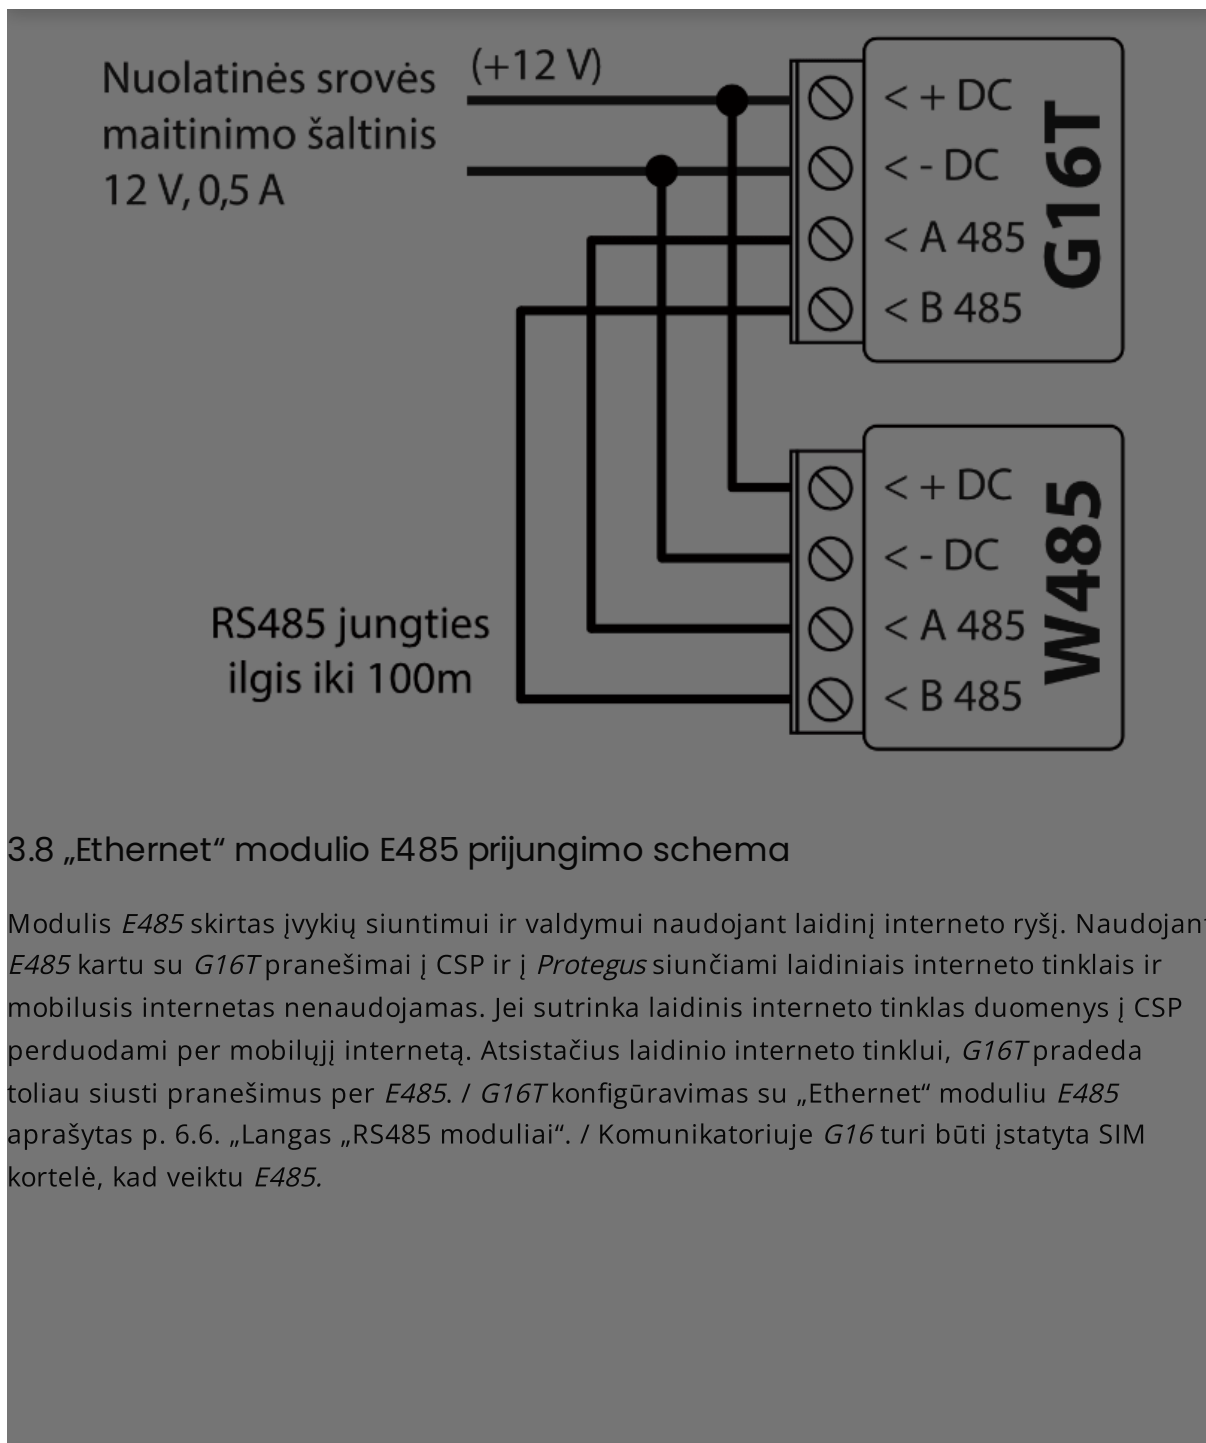 Nuolatinės srovės
maitinimo šaltinis
12 V, 0,5 A
(+12 V)
< + DC
< - DC
< A 485
< B 485
G16T
< + DC
< - DC
< A 485
< B 485
W485
RS485 jungties
ilgis iki 100m
3.8 „Ethernet“ modulio E485 prijungimo schema
Modulis E485 skirtas įvykių siuntimui ir valdymui naudojant laidinį interneto ryšį. Naudojant
E485 kartu su G16T pranešimai į CSP ir į Protegus siunčiami laidiniais interneto tinklais ir
mobilusis internetas nenaudojamas. Jei sutrinka laidinis interneto tinklas duomenys į CSP
perduodami per mobilųjį internetą. Atsistačius laidinio interneto tinklui, G16T pradeda
toliau siusti pranešimus per E485. / G16T konfigūravimas su „Ethernet“ moduliu E485
aprašytas p. 6.6. „Langas „RS485 moduliai“. / Komunikatoriuje G16 turi būti įstatyta SIM
kortelė, kad veiktu E485.